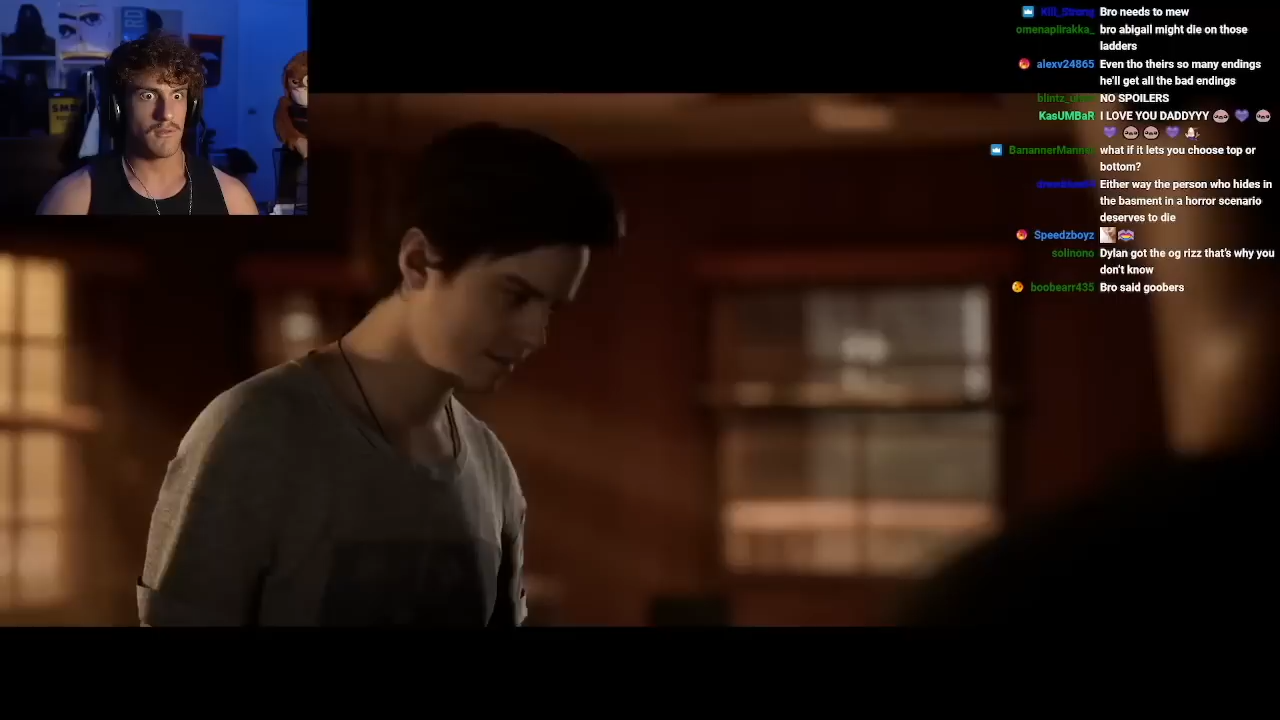 Kill_Strong Bro needs to mew
omenapiirakka_ bro abigail might die on those
ladders
alexv24865 Even tho theirs so many endings
he'll get all the bad endings
NO SPOILERS
KasUMBaR I LOVE YOU DADDYYY
what if it lets you choose top or
bottom?
Either way the person who hides in
the basment in a horror scenario
deserves to die
Speedzboyz
solinono Dylan got the og rizz that's why you
don't know
boobearr435 Bro said goobers